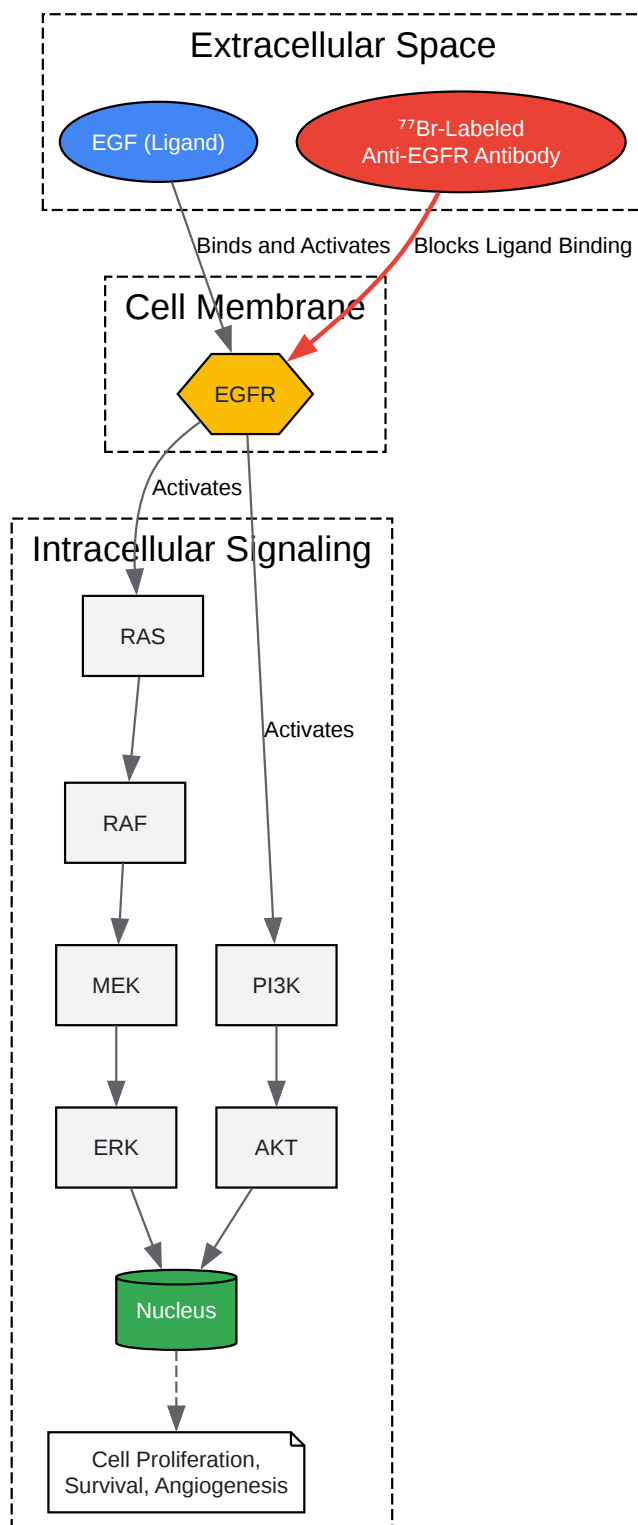 Extracellular Space
EGF (Ligand)
⁷⁷Br-Labeled
Anti-EGFR Antibody
Binds and Activates
Blocks Ligand Binding
Cell Membrane
EGFR
Activates
Intracellular Signaling
RAS
Activates
RAF
MEK
PI3K
ERK
AKT
Nucleus
Cell Proliferation,
Survival, Angiogenesis